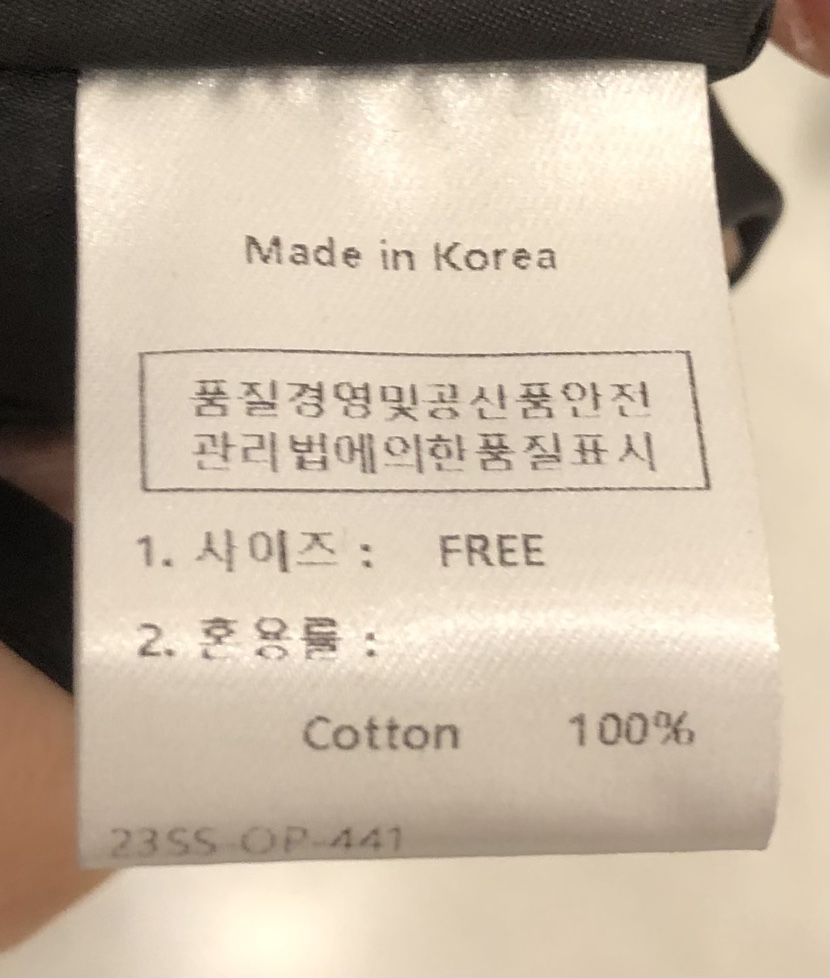 Made in Korea
품질경영및공산품안전
관리법에의한품질표시
1. 사이즈 : FREE
2. 혼용률 :
Cotton 100%
23SS-OP-441